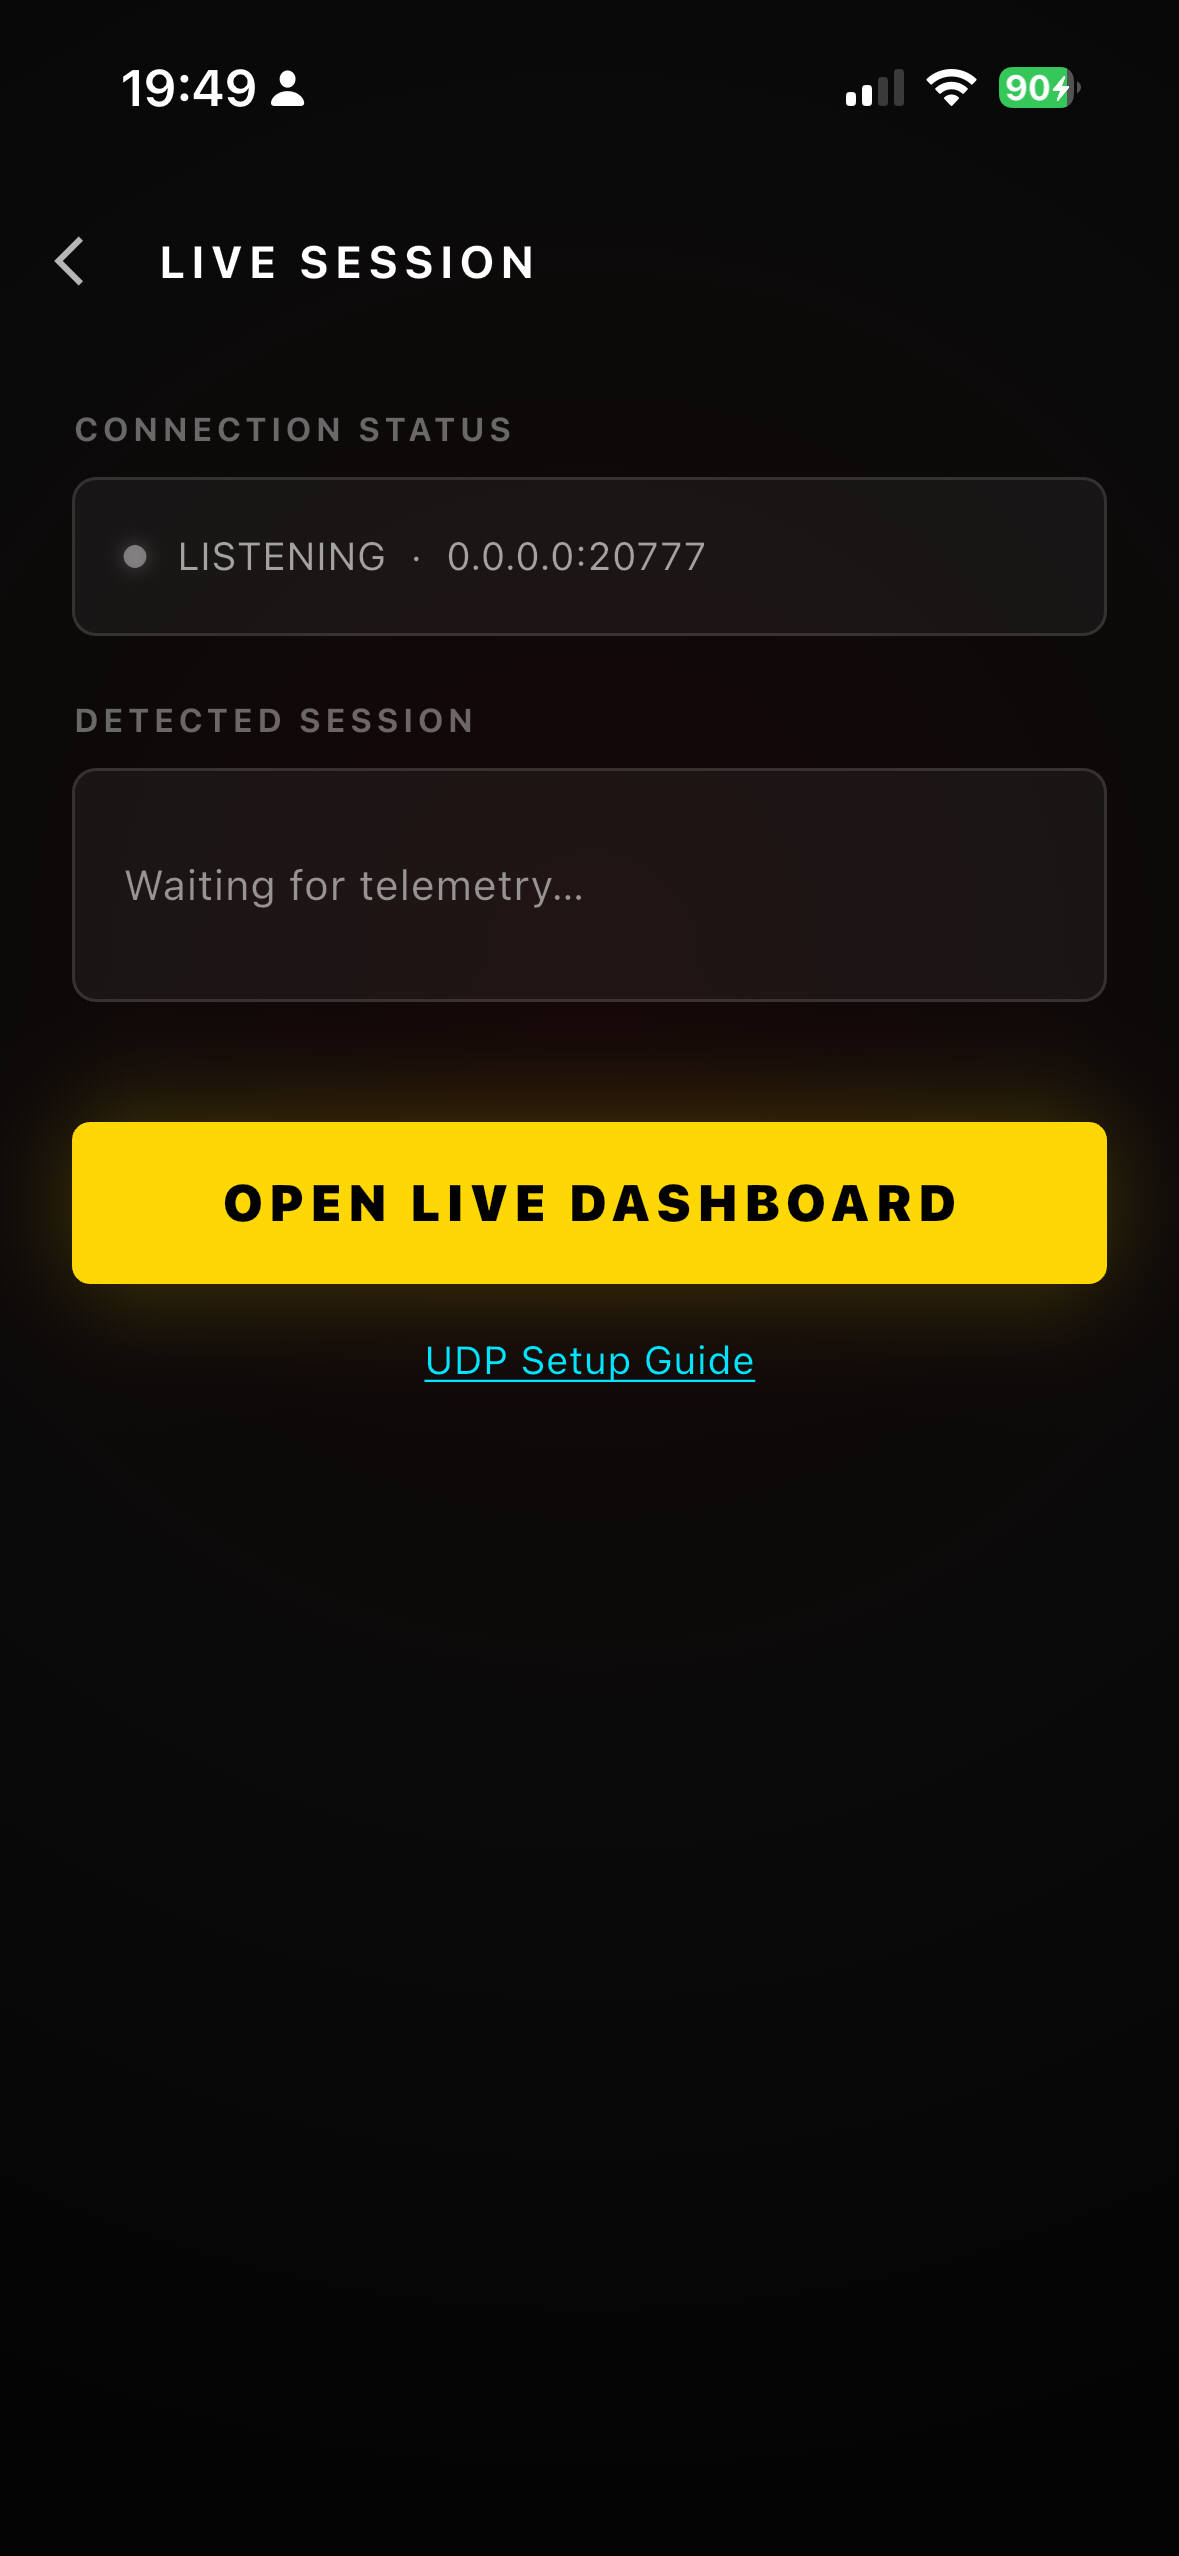 19:49
90
LIVE SESSION
CONNECTION STATUS
LISTENING · 0.0.0.0:20777
DETECTED SESSION
Waiting for telemetry...
OPEN LIVE DASHBOARD
UDP Setup Guide